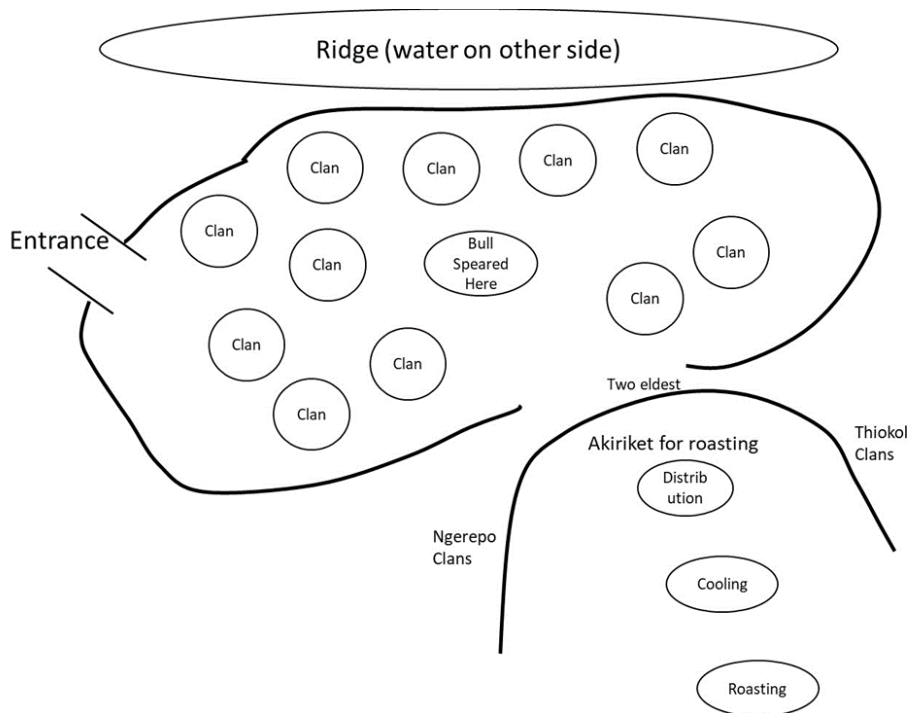 Ridge (water on other side)
Clan
Clan
Clan
Clan
Clan
Entrance
Clan
Bull
Speared
Here
Clan
Clan
Clan
Clan
Clan
Two eldest
Akiriket for roasting
Thiokol
Clans
Distrib
ution
Ngerepo
Clans
Cooling
Roasting